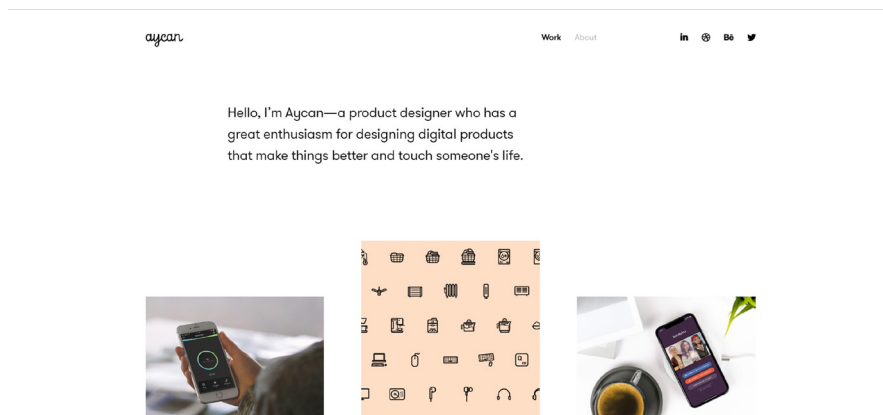 aycan
Work About
Bē
Hello, I'm Aycan—a product designer who has a
great enthusiasm for designing digital products
that make things better and touch someone's life.